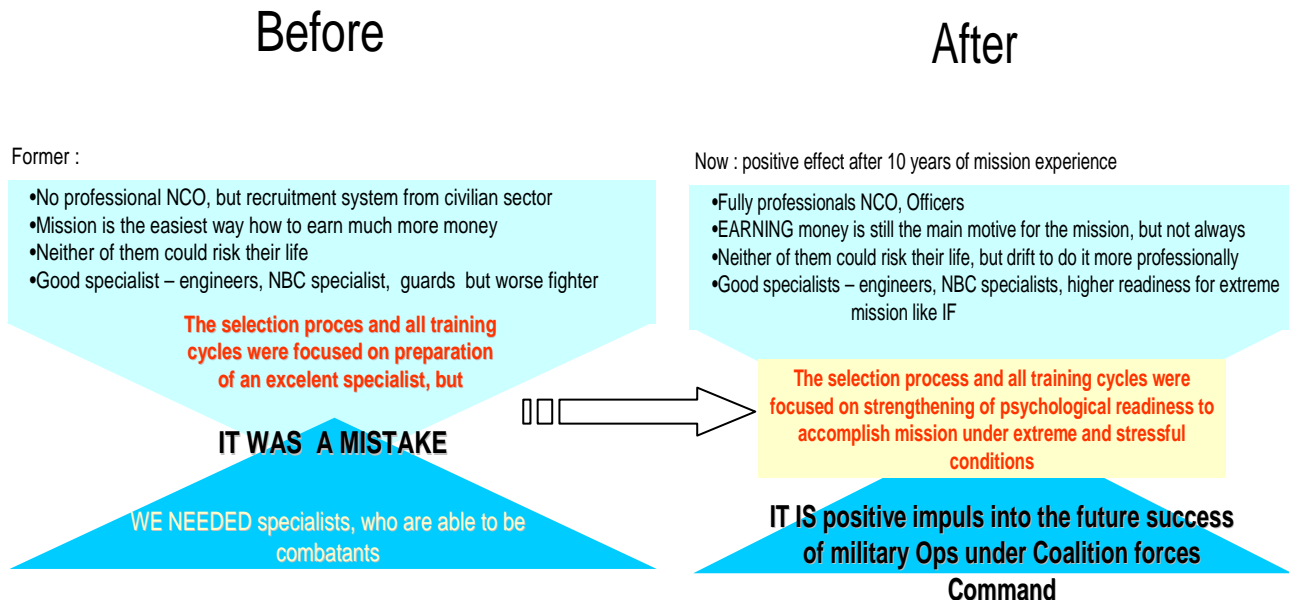 Before
Former :
•No professional NCO, but recruitment system from civilian sector
•Mission is the easiest way how to earn much more money
•Neither of them could risk their life
•Good specialist – engineers, NBC specialist, guards but worse fighter
The selection proces and all training
cycles were focused on preparation
of an excelent specialist, but
IT WAS A MISTAKE
WE NEEDED specialists, who are able to be
combatants
After
Now : positive effect after 10 years of mission experience
•Fully professionals NCO, Officers
•EARNING money is still the main motive for the mission, but not always
•Neither of them could risk their life, but drift to do it more professionally
•Good specialists – engineers, NBC specialists, higher readiness for extreme
mission like IF
The selection process and all training cycles were
focused on strengthening of psychological readiness to
accomplish mission under extreme and stressful
conditions
IT IS positive impuls into the future success
of military Ops under Coalition forces
Command